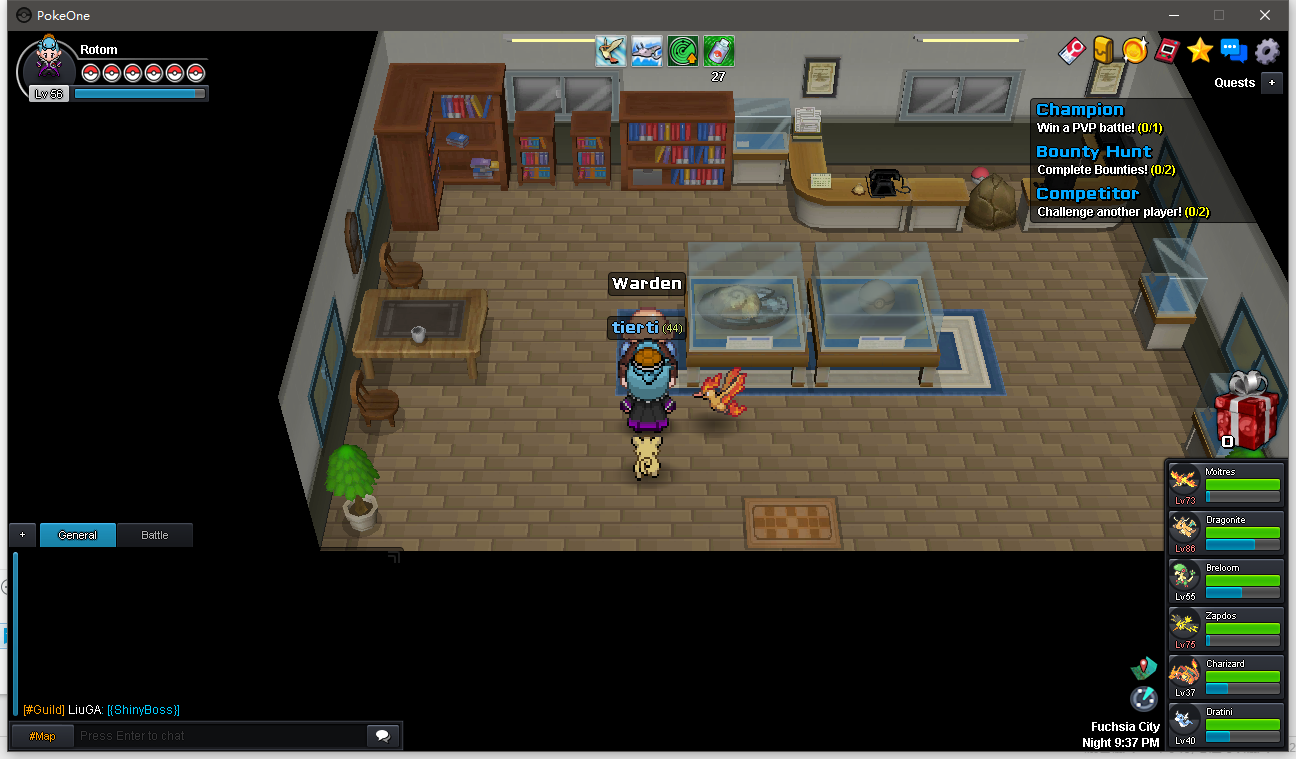 PokeOne
Rotom
Lv 56
27
Quests
+
Champion
Win a PVP battle! (0/1)
Bounty Hunt
Complete Bounties! (0/2)
Competitor
Challenge another player! (0/2)
Warden
tierti (44)
0
Moltres
Lv73
Dragonite
Lv86
Breloom
Lv55
Zapdos
Lv75
Charizard
Lv37
Dratini
Lv40
+
General
Battle
[#Guild] LiuGA: [(ShinyBoss)]
#Map
Press Enter to chat
Fuchsia City
Night 9:37 PM